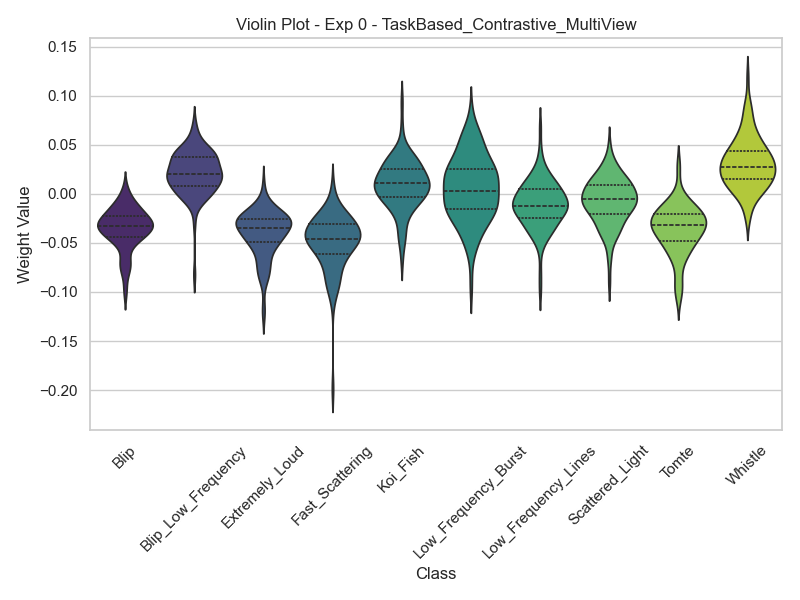 Violin Plot - Exp 0 - TaskBased_Contrastive_MultiView
Weight Value
0.15
0.10
0.05
0.00
−0.05
−0.10
−0.15
−0.20
Blip
Blip_Low_Frequency
Extremely_Loud
Fast_Scattering
Koi_Fish
Low_Frequency_Burst
Low_Frequency_Lines
Scattered_Light
Tomte
Whistle
Class